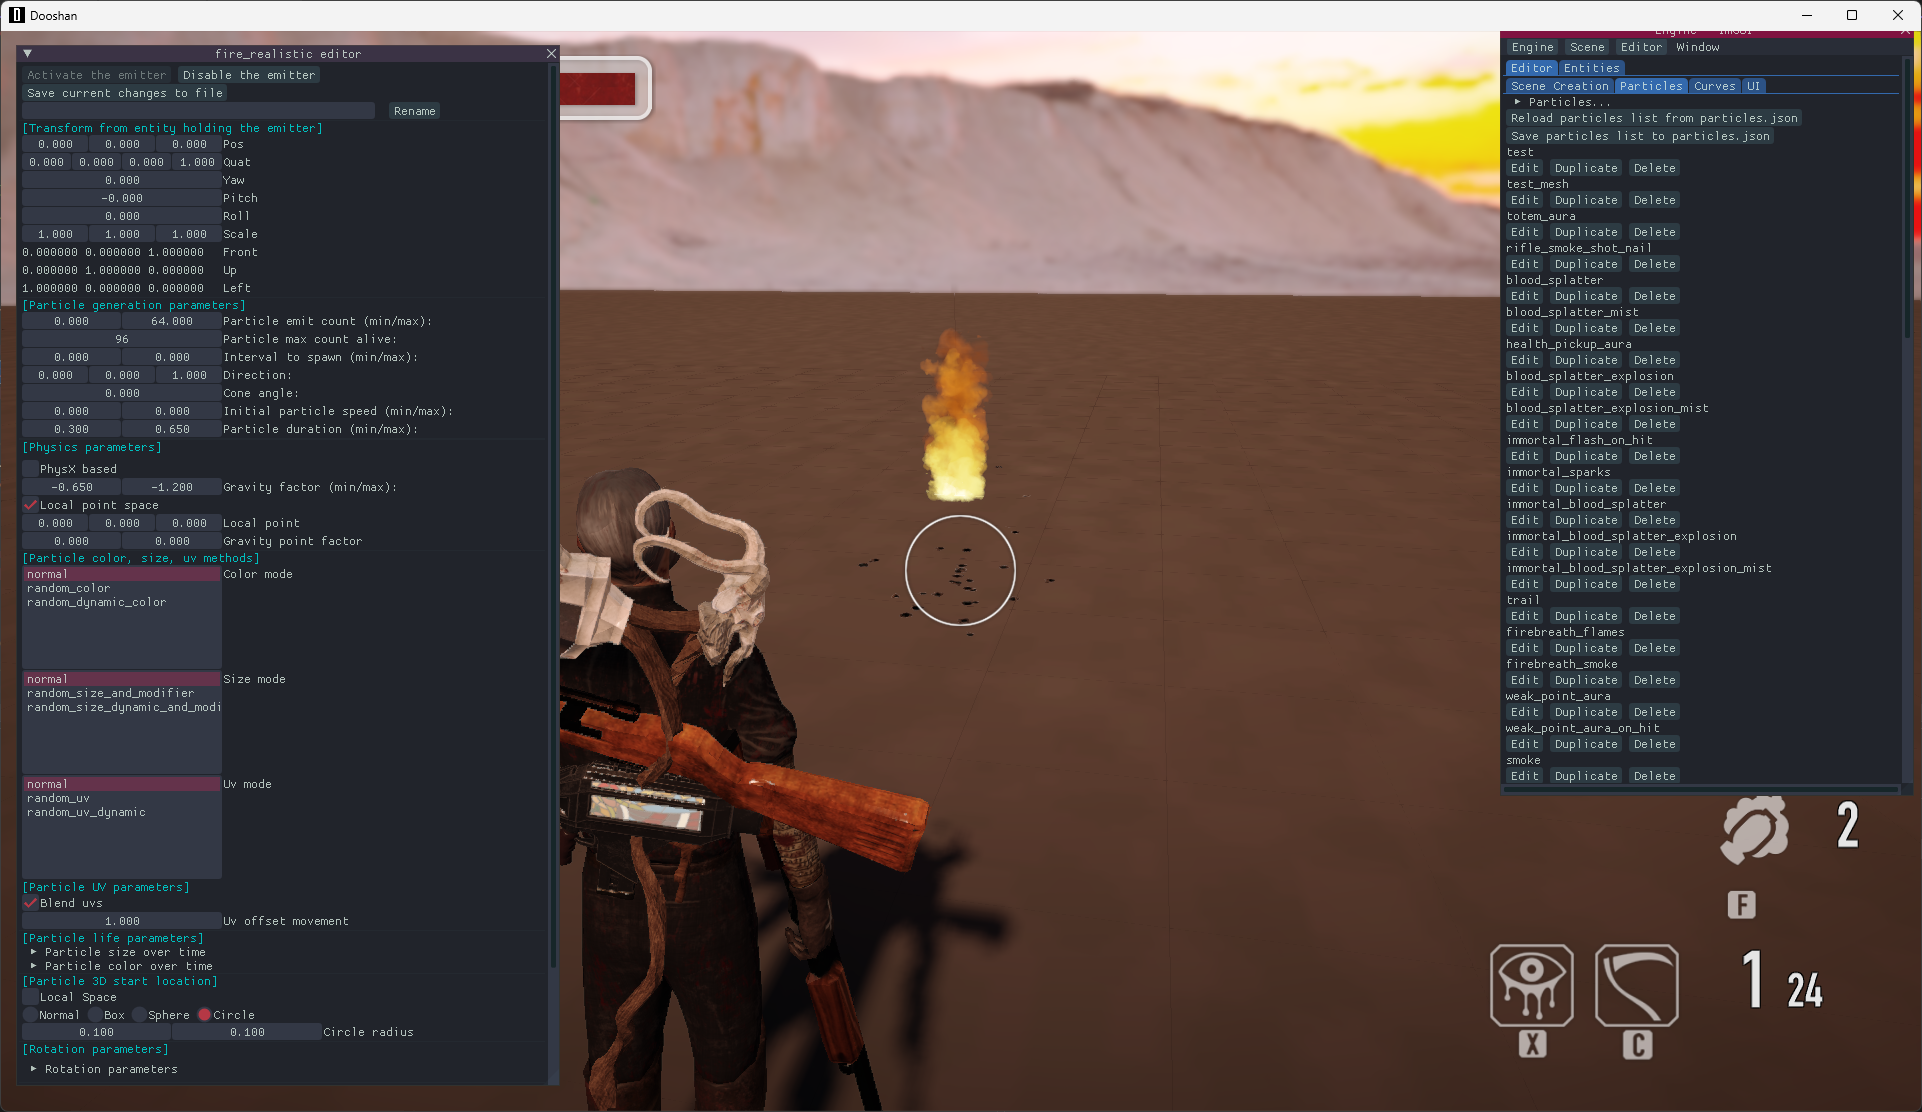 Dooshan
fire_realistic editor
Activate the emitter Disable the emitter
Save current changes to file
Rename
[Transform from entity holding the emitter]
0.000 0.000 0.000 Pos
0.000 0.000 0.000 1.000 Quat
0.000 Yaw
-0.000 Pitch
0.000 Roll
1.000 1.000 1.000 Scale
0.000000 0.000000 1.000000 Front
0.000000 1.000000 0.000000 Up
1.000000 0.000000 0.000000 Left
[Particle generation parameters]
0.000 64.000 Particle emit count (min/max):
96 Particle max count alive:
0.000 0.000 Interval to spawn (min/max):
0.000 0.000 1.000 Direction:
0.000 Cone angle:
0.000 0.000 Initial particle speed (min/max):
0.300 0.650 Particle duration (min/max):
[Physics parameters]
PhysX based
-0.650 -1.200 Gravity factor (min/max):
Local point space
0.000 0.000 0.000 Local point
0.000 0.000 Gravity point factor
[Particle color, size, uv methods]
normal Color mode
random_color
random_dynamic_color
normal Size mode
random_size_and_modifier
random_size_dynamic_and_modi
normal Uv mode
random_uv
random_uv_dynamic
[Particle UV parameters]
Blend uvs
1.000 Uv offset movement
[Particle life parameters]
Particle size over time
Particle color over time
[Particle 3D start location]
Local Space
Normal Box Sphere Circle
0.100 0.100 Circle radius
[Rotation parameters]
Rotation parameters
Engine Scene Editor Window
Editor Entities
Scene Creation Particles Curves UI
Particles...
Reload particles list from particles.json
Save particles list to particles.json
test
Edit Duplicate Delete
test_mesh
Edit Duplicate Delete
totem_aura
Edit Duplicate Delete
rifle_smoke_shot_nail
Edit Duplicate Delete
blood_splatter
Edit Duplicate Delete
blood_splatter_mist
Edit Duplicate Delete
health_pickup_aura
Edit Duplicate Delete
blood_splatter_explosion
Edit Duplicate Delete
blood_splatter_explosion_mist
Edit Duplicate Delete
immortal_flash_on_hit
Edit Duplicate Delete
immortal_sparks
Edit Duplicate Delete
immortal_blood_splatter
Edit Duplicate Delete
immortal_blood_splatter_explosion
Edit Duplicate Delete
immortal_blood_splatter_explosion_mist
Edit Duplicate Delete
trail
Edit Duplicate Delete
firebreath_flames
Edit Duplicate Delete
firebreath_smoke
Edit Duplicate Delete
weak_point_aura
Edit Duplicate Delete
weak_point_aura_on_hit
Edit Duplicate Delete
smoke
Edit Duplicate Delete
2
F
1 24
X C